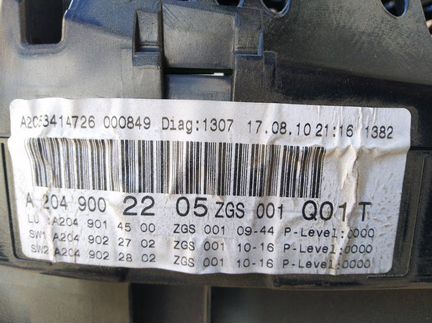 A2C53414726 000849 Diag:1307 17.08.10 21:16 1382
A 204 900 22 05 ZGS 001 Q01 T
LU :A204 901 45 00 ZGS 001 09-44 P-Level:0000
SW1 A204 902 27 02 ZGS 001 10-16 P-Level:0000
SW2 A204 902 28 02 ZGS 001 10-16 P-Level:0000